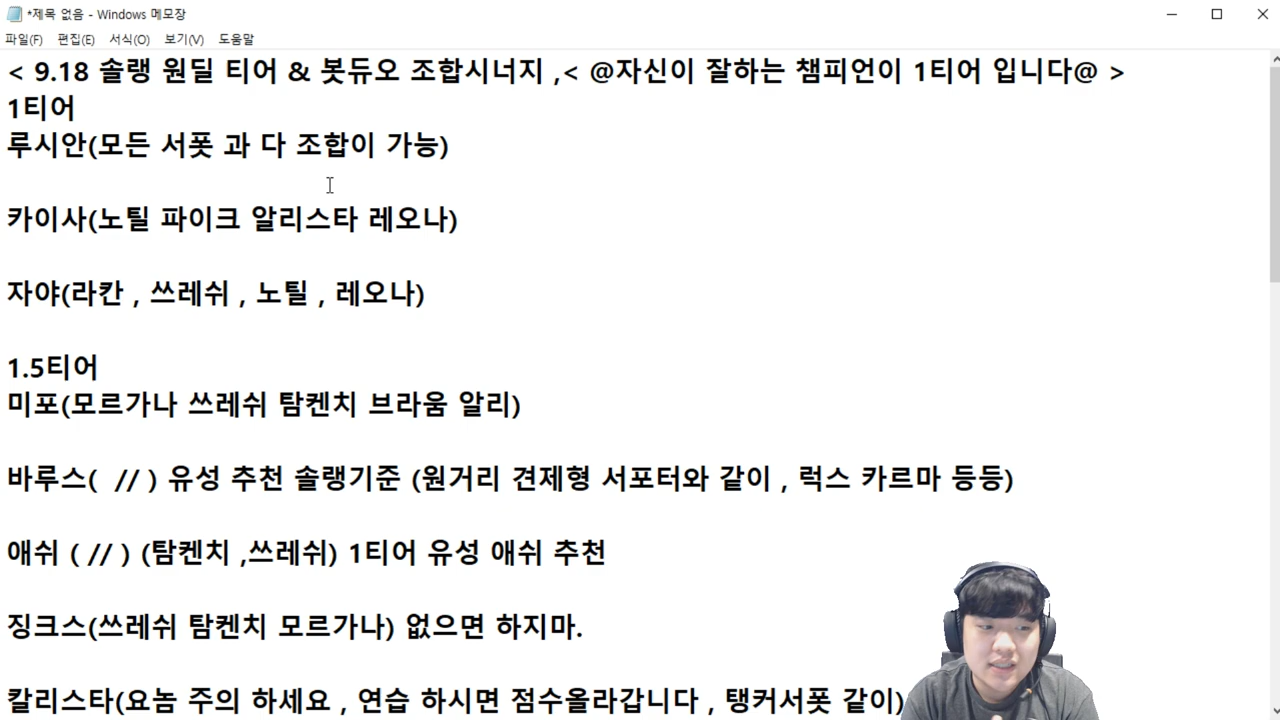 *제목 없음 - Windows 메모장
파일(F) 편집(E) 서식(O) 보기(V) 도움말
< 9.18 솔랭 원딜 티어 & 봇듀오 조합시너지 ,< @자신이 잘하는 챔피언이 1티어 입니다@ >
1티어
루시안(모든 서폿 과 다 조합이 가능)
카이사(노틸 파이크 알리스타 레오나)
자야(라칸 , 쓰레쉬 , 노틸 , 레오나)
1.5티어
미포(모르가나 쓰레쉬 탐켄치 브라움 알리)
바루스(  // ) 유성 추천 솔랭기준 (원거리 견제형 서포터와 같이 , 럭스 카르마 등등)
애쉬 ( // ) (탐켄치 ,쓰레쉬) 1티어 유성 애쉬 추천
징크스(쓰레쉬 탐켄치 모르가나) 없으면 하지마.
칼리스타(요놈 주의 하세요 , 연습 하시면 점수올라갑니다 , 탱커서폿 같이)